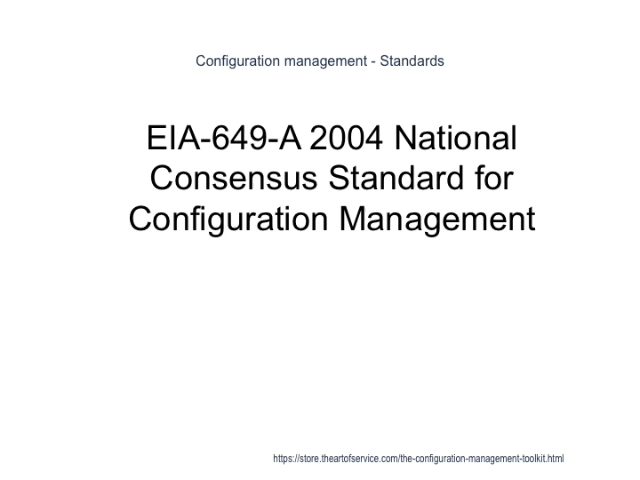 Configuration management - Standards
EIA-649-A 2004 National
Consensus Standard for
Configuration Management
https://store.theartofservice.com/the-configuration-management-toolkit.html